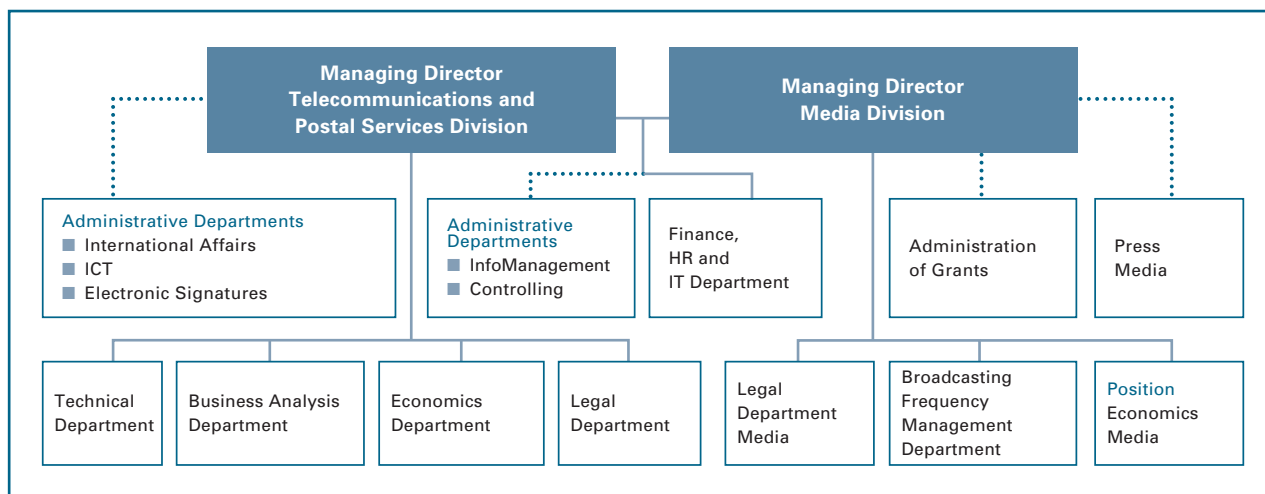 Managing Director
Telecommunications and
Postal Services Division
Managing Director
Media Division
Administrative Departments
International Affairs
ICT
Electronic Signatures
Administrative
Departments
InfoManagement
Controlling
Finance,
HR and
IT Department
Administration
of Grants
Press
Media
Technical
Department
Business Analysis
Department
Economics
Department
Legal
Department
Legal
Department
Media
Broadcasting
Frequency
Management
Department
Position
Economics
Media